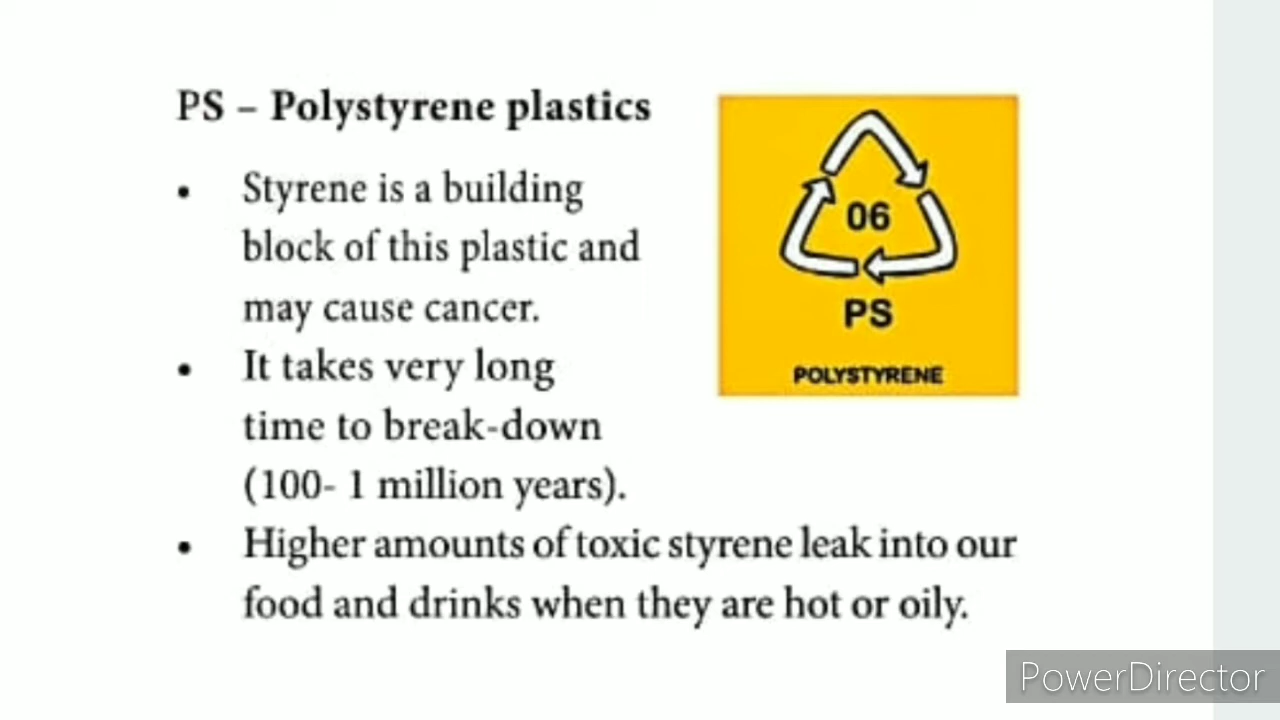 PS – Polystyrene plastics
• Styrene is a building
block of this plastic and
may cause cancer.
• It takes very long
time to break-down
(100- 1 million years).
• Higher amounts of toxic styrene leak into our
food and drinks when they are hot or oily.
06
PS
POLYSTYRENE
PowerDirector